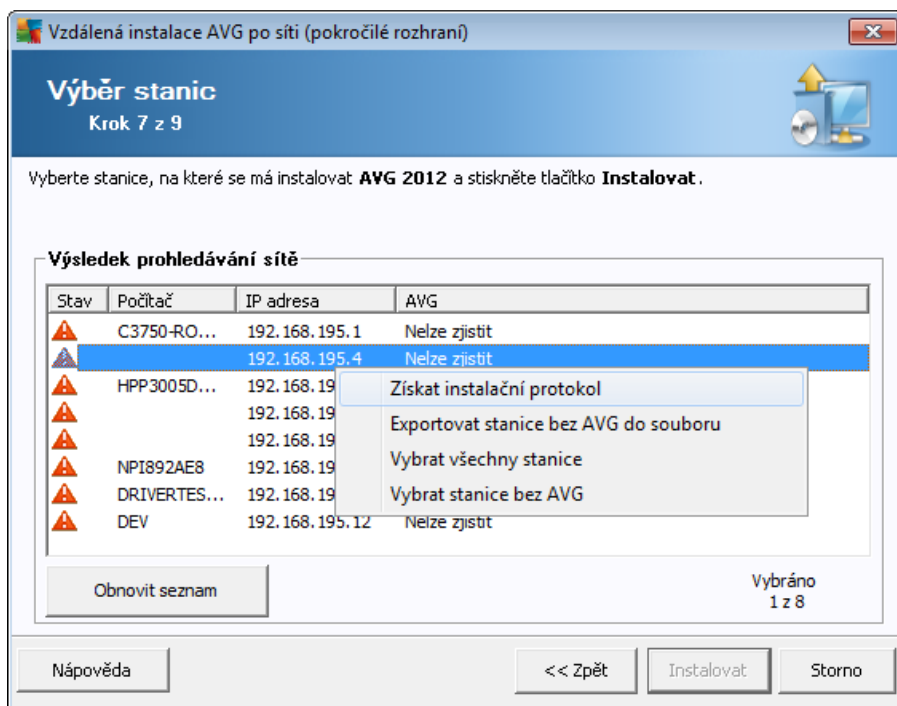 Vzdálená instalace AVG po síti (pokročilé rozhraní)
Výběr stanic
Krok 7 z 9
Vyberte stanice, na které se má instalovat AVG 2012 a stiskněte tlačítko Instalovat.
Výsledek prohledávání sítě
Stav Počítač IP adresa AVG
C3750-RO... 192.168.195.1 Nelze zjistit
192.168.195.4 Nelze zjistit
HPP3005D... 192.168.19
192.168.19
192.168.19
NPI892AE8 192.168.19
DRIVERTES... 192.168.19
DEV 192.168.195.12 Nelze zjistit
Získat instalační protokol
Exportovat stanice bez AVG do souboru
Vybrat všechny stanice
Vybrat stanice bez AVG
Obnovit seznam
Vybráno
1 z 8
Nápověda << Zpět Instalovat Storno